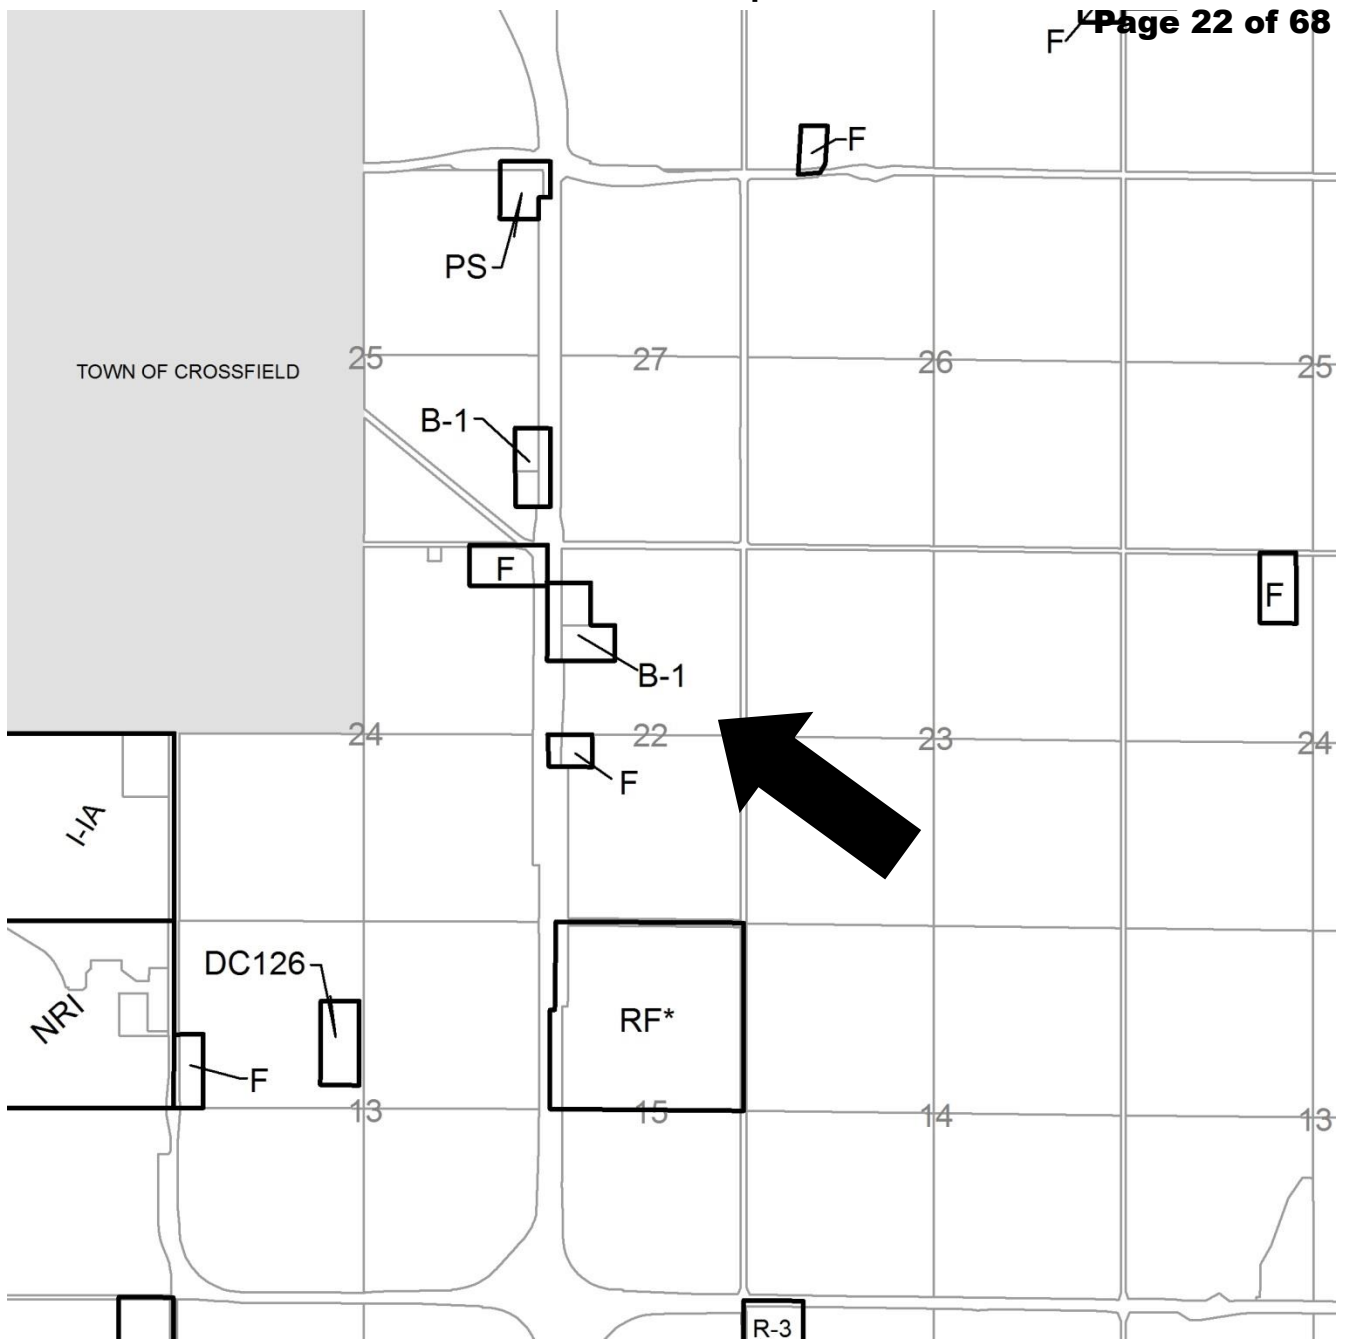 Page 22 of 68
F
F
PS
TOWN OF CROSSFIELD
25
27
26
25
B-1
F
F
B-1
24
22
23
24
F
I-IA
DC126
NRI
RF*
F
13
15
14
13
R-3